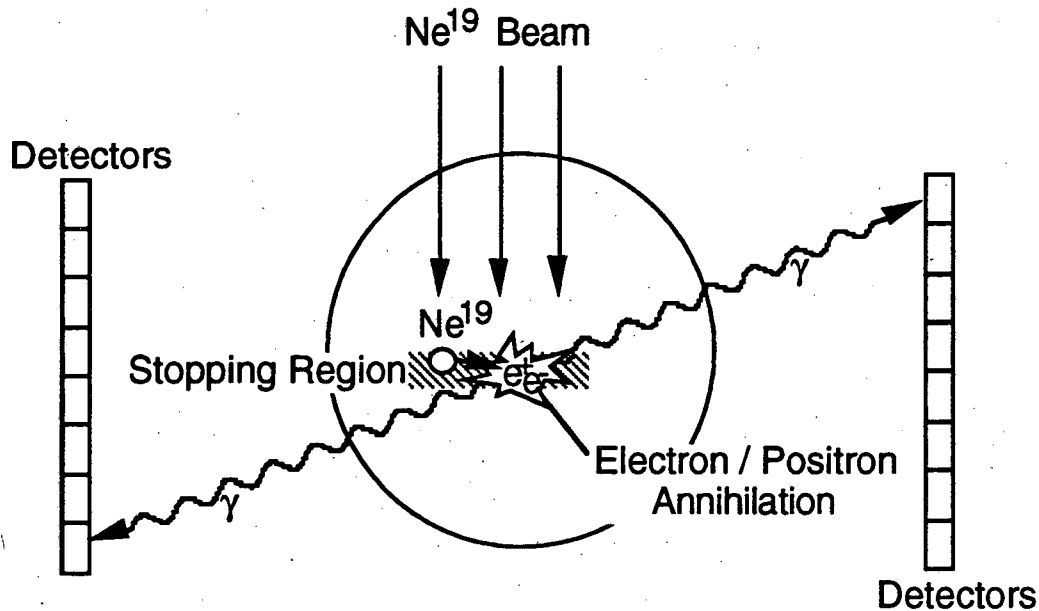 Ne¹⁹ Beam
Detectors
γ
Ne¹⁹
Stopping Region
e⁺e⁻
Electron / Positron
Annihilation
γ
Detectors